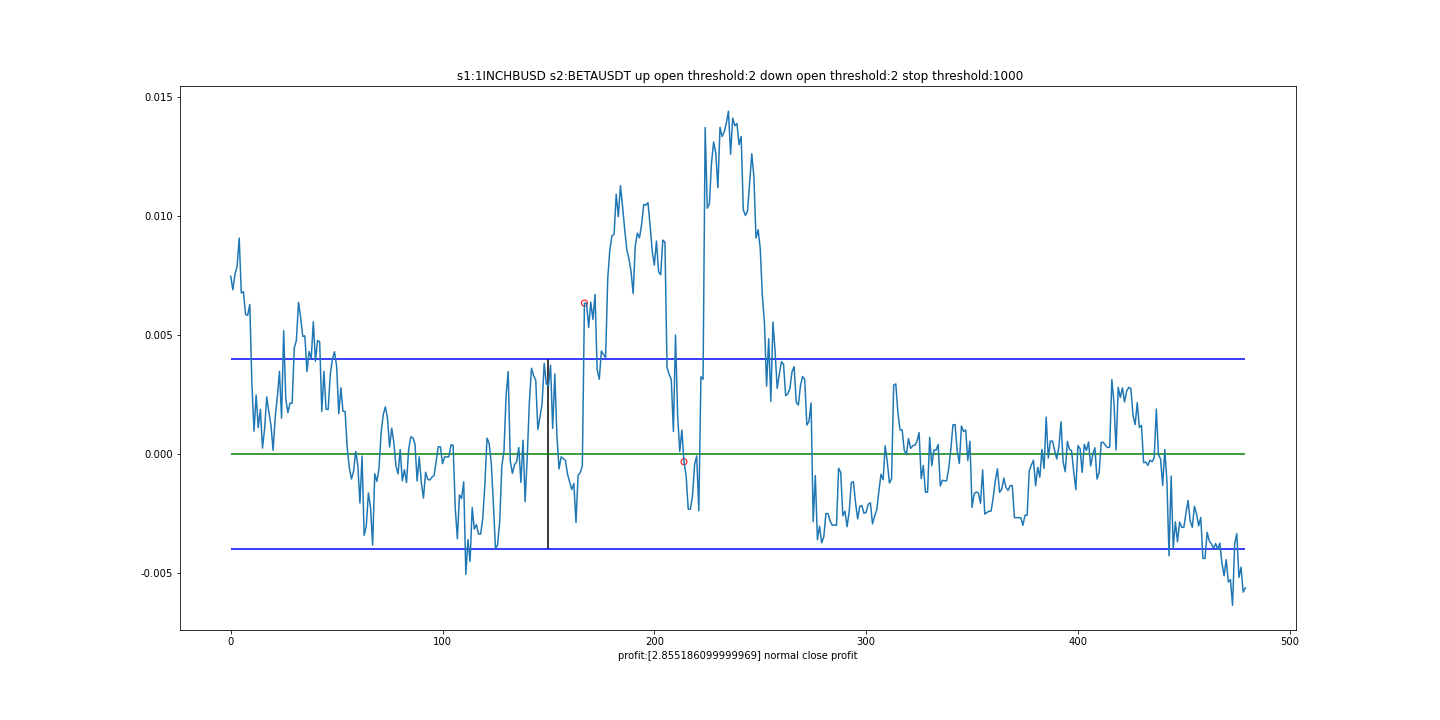 s1:1INCHBUSD s2:BETAUSDT up open threshold:2 down open threshold:2 stop threshold:1000
0.015
0.010
0.005
0.000
-0.005
0 100 200 300 400 500
profit:[2.855186099999969] normal close profit